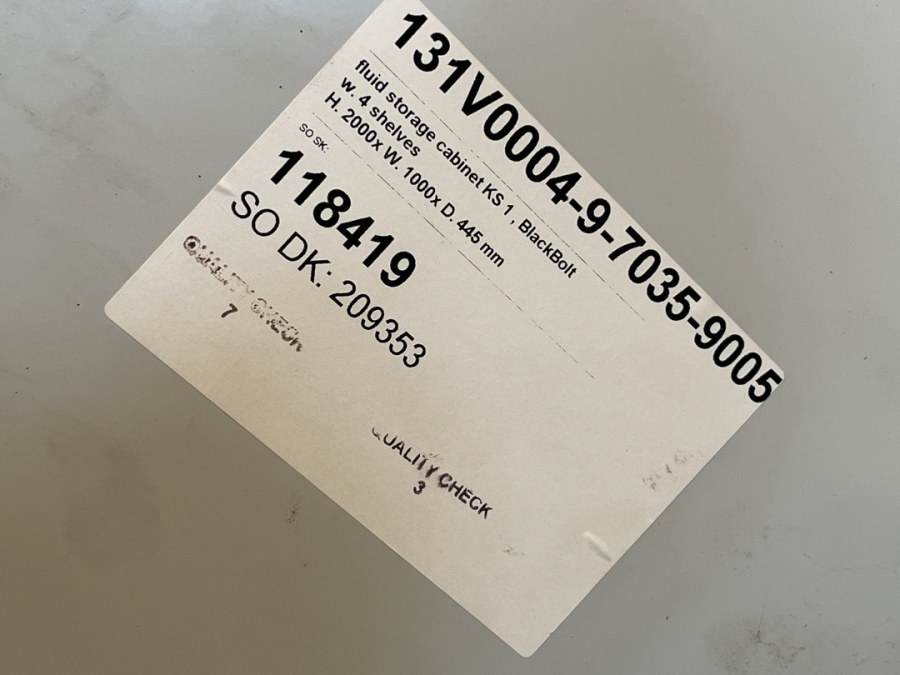 131V0004-9-7035-9005
fluid storage cabinet KS 1 , BlackBolt
w. 4 shelves
H. 2000x W. 1000x D. 445 mm
SO SK:
118419
SO DK: 209353
QUALITY CHECK
7
QUALITY CHECK
3